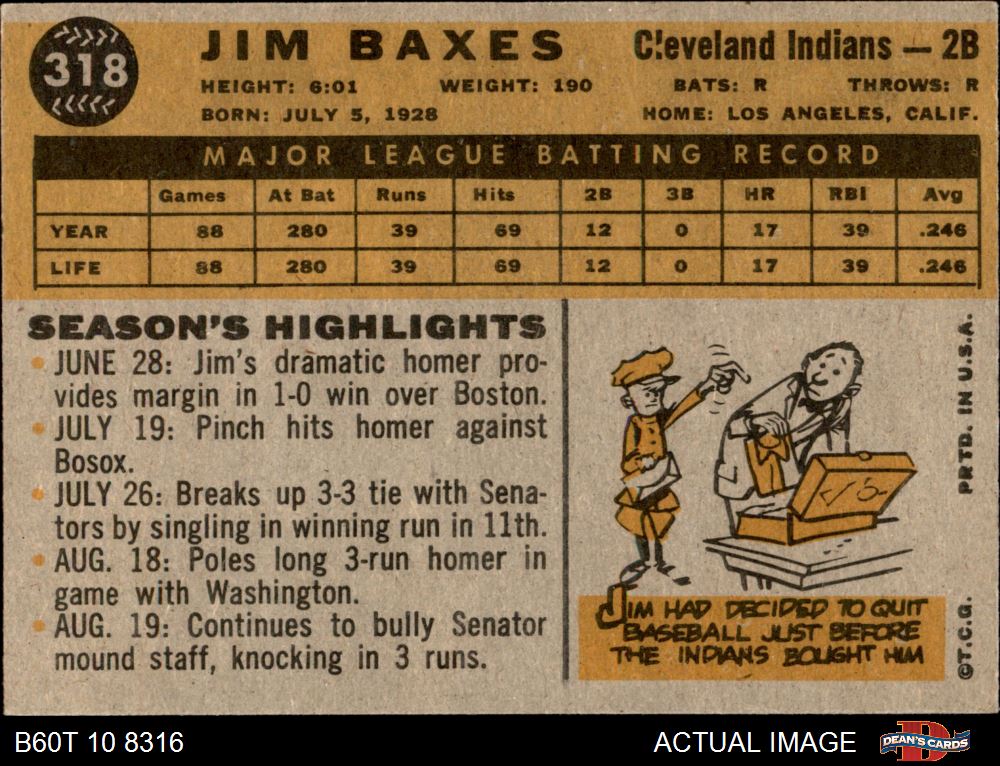 318
JIM BAXES
Cleveland Indians — 2B
HEIGHT: 6:01 WEIGHT: 190 BATS: R THROWS: R
BORN: JULY 5, 1928 HOME: LOS ANGELES, CALIF.
MAJOR LEAGUE BATTING RECORD
Games At Bat Runs Hits 2B 3B HR RBI Avg
YEAR 88 280 39 69 12 0 17 39 .246
LIFE 88 280 39 69 12 0 17 39 .246
SEASON'S HIGHLIGHTS
• JUNE 28: Jim's dramatic homer pro-
vides margin in 1-0 win over Boston.
• JULY 19: Pinch hits homer against
Bosox.
• JULY 26: Breaks up 3-3 tie with Sena-
tors by singling in winning run in 11th.
• AUG. 18: Poles long 3-run homer in
game with Washington.
• AUG. 19: Continues to bully Senator
mound staff, knocking in 3 runs.
JIM HAD DECIDED TO QUIT
BASEBALL JUST BEFORE
THE INDIANS BOUGHT HIM
©T.C.G. PRTD. IN U.S.A.
B60T 10 8316
ACTUAL IMAGE
D
DEAN'S CARDS